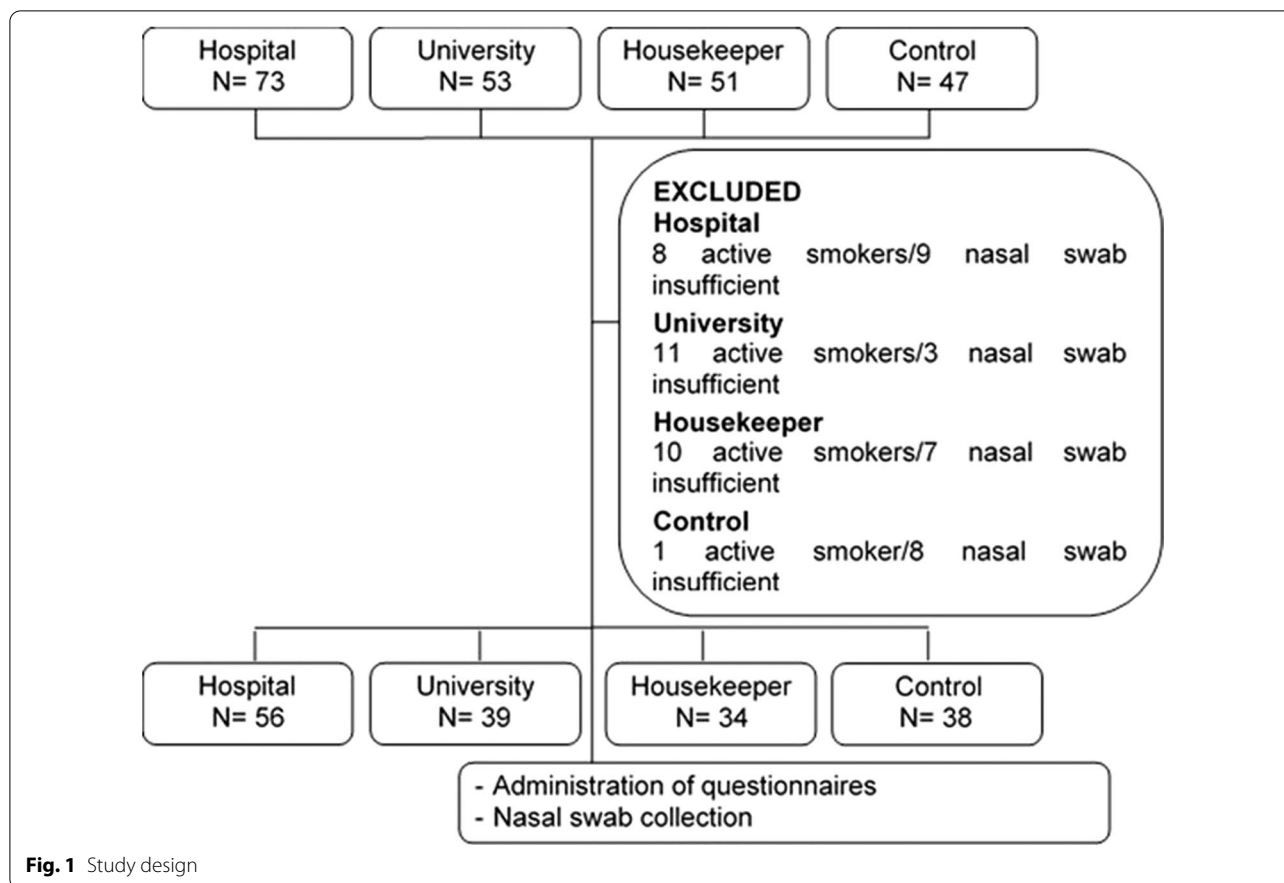 Hospital
N= 73
University
N= 53
Housekeeper
N= 51
Control
N= 47
EXCLUDED
Hospital
8 active smokers/9 nasal swab
insufficient
University
11 active smokers/3 nasal swab
insufficient
Housekeeper
10 active smokers/7 nasal swab
insufficient
Control
1 active smoker/8 nasal swab
insufficient
Hospital
N= 56
University
N= 39
Housekeeper
N= 34
Control
N= 38
- Administration of questionnaires
- Nasal swab collection
Fig. 1 Study design